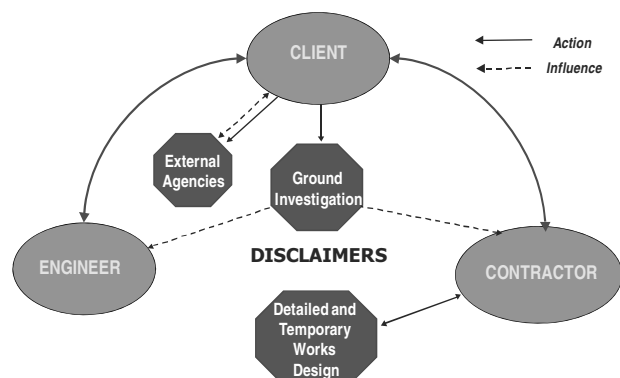 CLIENT
Action
Influence
External
Agencies
Ground
Investigation
DISCLAIMERS
ENGINEER
CONTRACTOR
Detailed and
Temporary
Works
Design